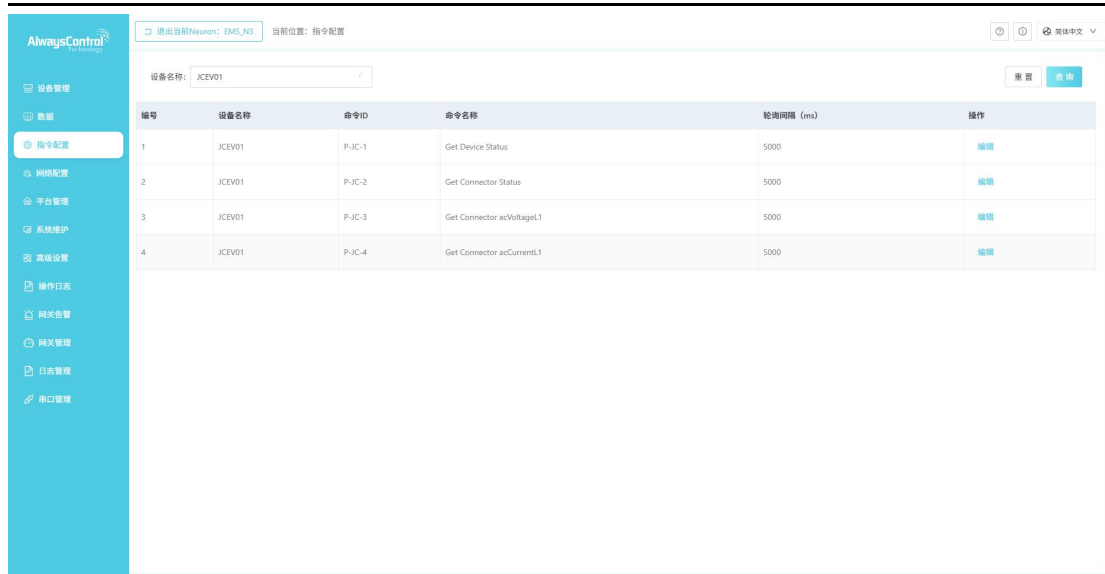 AlwaysControl
Technology
退出当前Neuron：EMS_N3 当前位置：指令配置 简体中文
设备管理
数据
指令配置
网络配置
平台管理
系统维护
高级设置
操作日志
网关告警
网关管理
日志管理
串口管理
设备名称： JCEV01 重置 查询
编号 设备名称 命令ID 命令名称 轮询间隔（ms） 操作
1 JCEV01 P-JC-1 Get Device Status 5000 编辑
2 JCEV01 P-JC-2 Get Connector Status 5000 编辑
3 JCEV01 P-JC-3 Get Connector acVoltageL1 5000 编辑
4 JCEV01 P-JC-4 Get Connector acCurrentL1 5000 编辑